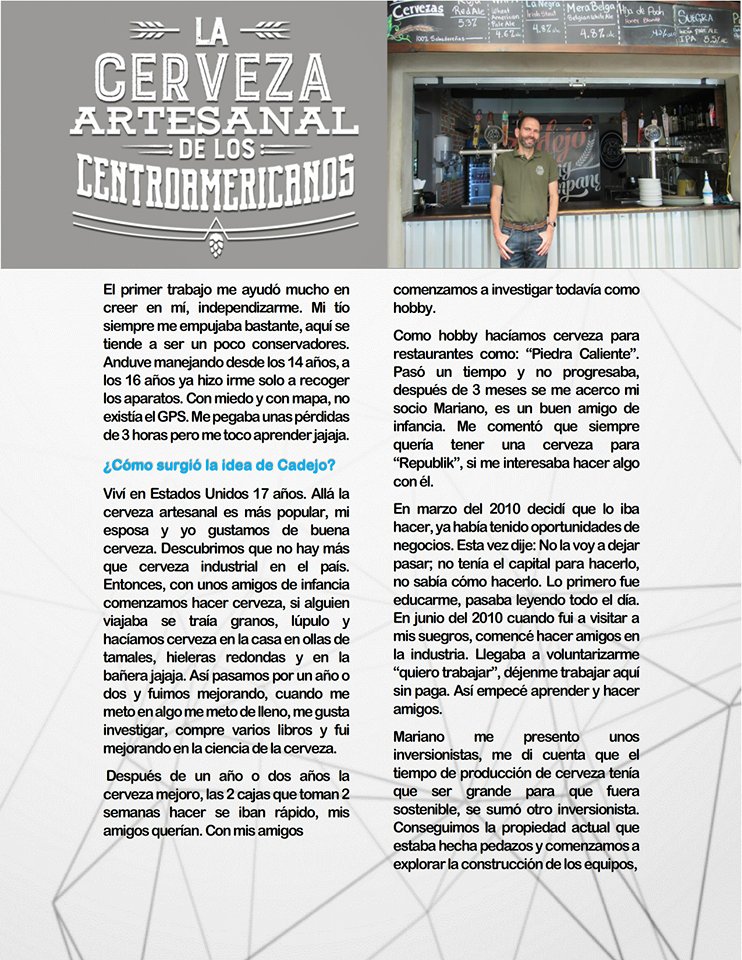 LA
CERVEZA
ARTESANAL
DE LOS
CENTROAMERICANOS
Cervezas
Red Ale
5.3%
Wheat
American
Pale Ale
4.6%
La Negra
Irish Stout
4.8%
Mera Belga
Belgian White Ale
4.8%
Honey Blonde
SUEGRA
IPA 5.5%
100% Salvadoreñas
El primer trabajo me ayudó mucho en
creer en mí, independizarme. Mi tío
siempre me empujaba bastante, aquí se
tiende a ser un poco conservadores.
Anduve manejando desde los 14 años, a
los 16 años ya hizo irme solo a recoger
los aparatos. Con miedo y con mapa, no
existía el GPS. Me pegaba unas pérdidas
de 3 horas pero me toco aprender jajaja.
¿Cómo surgió la idea de Cadejo?
Viví en Estados Unidos 17 años. Allá la
cerveza artesanal es más popular, mi
esposa y yo gustamos de buena
cerveza. Descubrimos que no hay más
que cerveza industrial en el país.
Entonces, con unos amigos de infancia
comenzamos hacer cerveza, si alguien
viajaba se traía granos, lúpulo y
hacíamos cerveza en la casa en ollas de
tamales, hieleras redondas y en la
bañera jajaja. Así pasamos por un año o
dos y fuimos mejorando, cuando me
meto en algo me meto de lleno, me gusta
investigar, compre varios libros y fui
mejorando en la ciencia de la cerveza.
Después de un año o dos años la
cerveza mejoro, las 2 cajas que toman 2
semanas hacer se iban rápido, mis
amigos querían. Con mis amigos
comenzamos a investigar todavía como
hobby.
Como hobby hacíamos cerveza para
restaurantes como: “Piedra Caliente”.
Pasó un tiempo y no progresaba,
después de 3 meses se me acerco mi
socio Mariano, es un buen amigo de
infancia. Me comentó que siempre
quería tener una cerveza para
“Republik”, si me interesaba hacer algo
con él.
En marzo del 2010 decidí que lo iba
hacer, ya había tenido oportunidades de
negocios. Esta vez dije: No la voy a dejar
pasar; no tenía el capital para hacerlo,
no sabía cómo hacerlo. Lo primero fue
educarme, pasaba leyendo todo el día.
En junio del 2010 cuando fui a visitar a
mis suegros, comencé hacer amigos en
la industria. Llegaba a voluntarizarme
“quiero trabajar”, déjenme trabajar aquí
sin paga. Así empecé aprender y hacer
amigos.
Mariano me presento unos
inversionistas, me di cuenta que el
tiempo de producción de cerveza tenía
que ser grande para que fuera
sostenible, se sumó otro inversionista.
Conseguimos la propiedad actual que
estaba hecha pedazos y comenzamos a
explorar la construcción de los equipos,